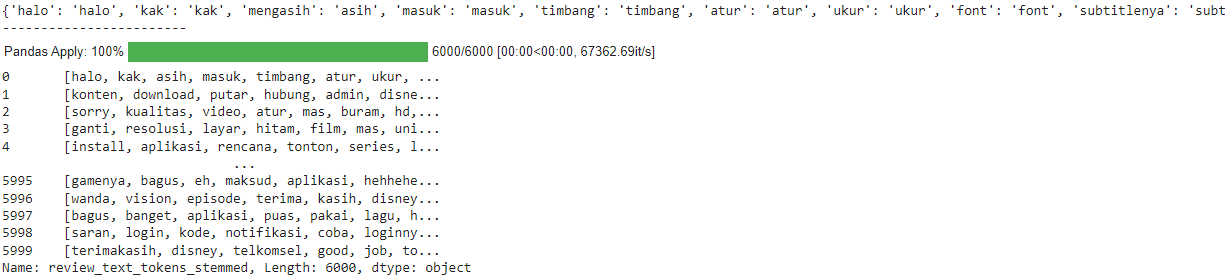 {'halo': 'halo', 'kak': 'kak', 'mengasih': 'asih', 'masuk': 'masuk', 'timbang': 'timbang', 'atur': 'atur', 'ukur': 'ukur', 'font': 'font', 'subtitlenya': 'subt
------------------------
Pandas Apply: 100% 6000/6000 [00:00<00:00, 67362.69it/s]
0 [halo, kak, asih, masuk, timbang, atur, ukur, ...
1 [konten, download, putar, hubung, admin, disne...
2 [sorry, kualitas, video, atur, mas, buram, hd,...
3 [ganti, resolusi, layar, hitam, film, mas, uni...
4 [install, aplikasi, rencana, tonton, series, l...
...
5995 [gamenya, bagus, eh, maksud, aplikasi, hehhehe...
5996 [wanda, vision, episode, terima, kasih, disney...
5997 [bagus, banget, aplikasi, puas, pakai, lagu, h...
5998 [saran, login, kode, notifikasi, coba, loginny...
5999 [terimakasih, disney, telkomsel, good, job, to...
Name: review_text_tokens_stemmed, Length: 6000, dtype: object